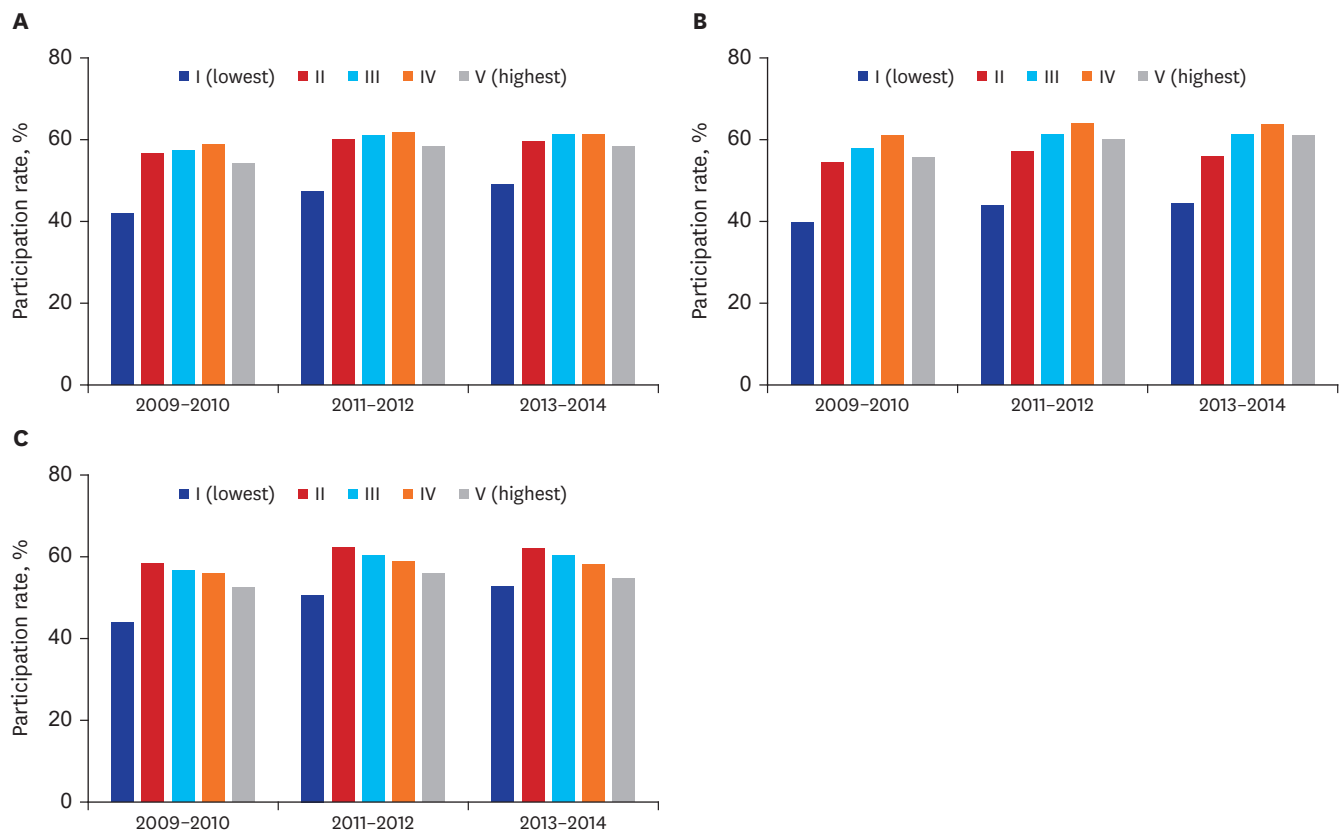 A
Participation rate, %
80
60
40
20
0
I (lowest) II III IV V (highest)
2009–2010 2011–2012 2013–2014
B
Participation rate, %
80
60
40
20
0
I (lowest) II III IV V (highest)
2009–2010 2011–2012 2013–2014
C
Participation rate, %
80
60
40
20
0
I (lowest) II III IV V (highest)
2009–2010 2011–2012 2013–2014